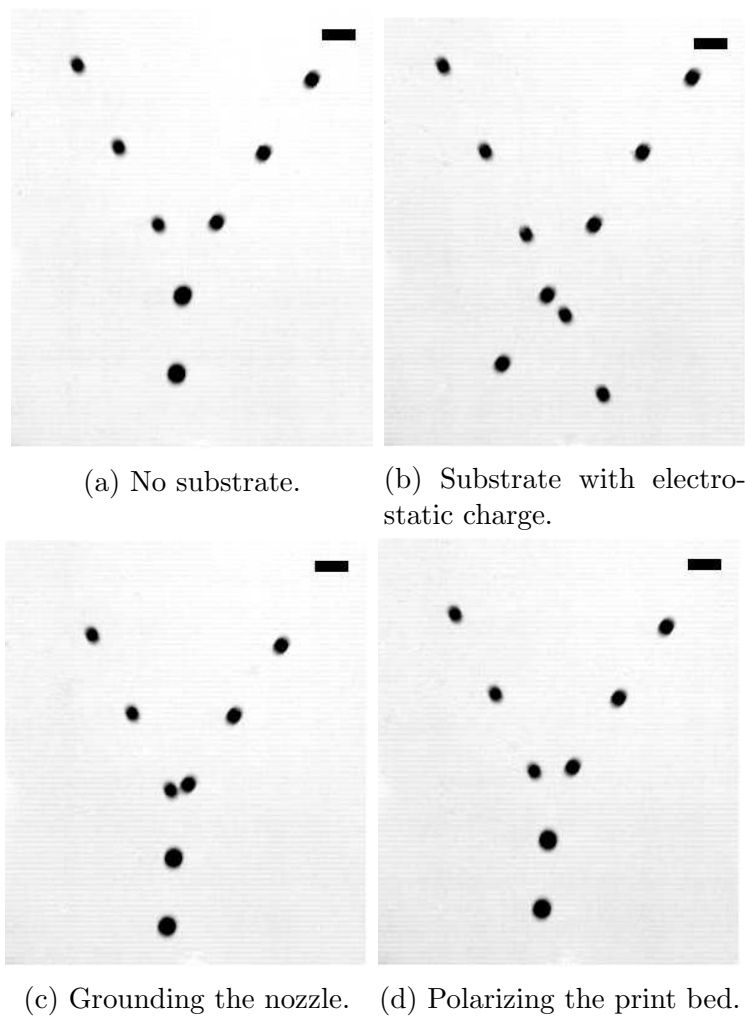 (a) No substrate.
(b) Substrate with electro-
static charge.
(c) Grounding the nozzle.
(d) Polarizing the print bed.